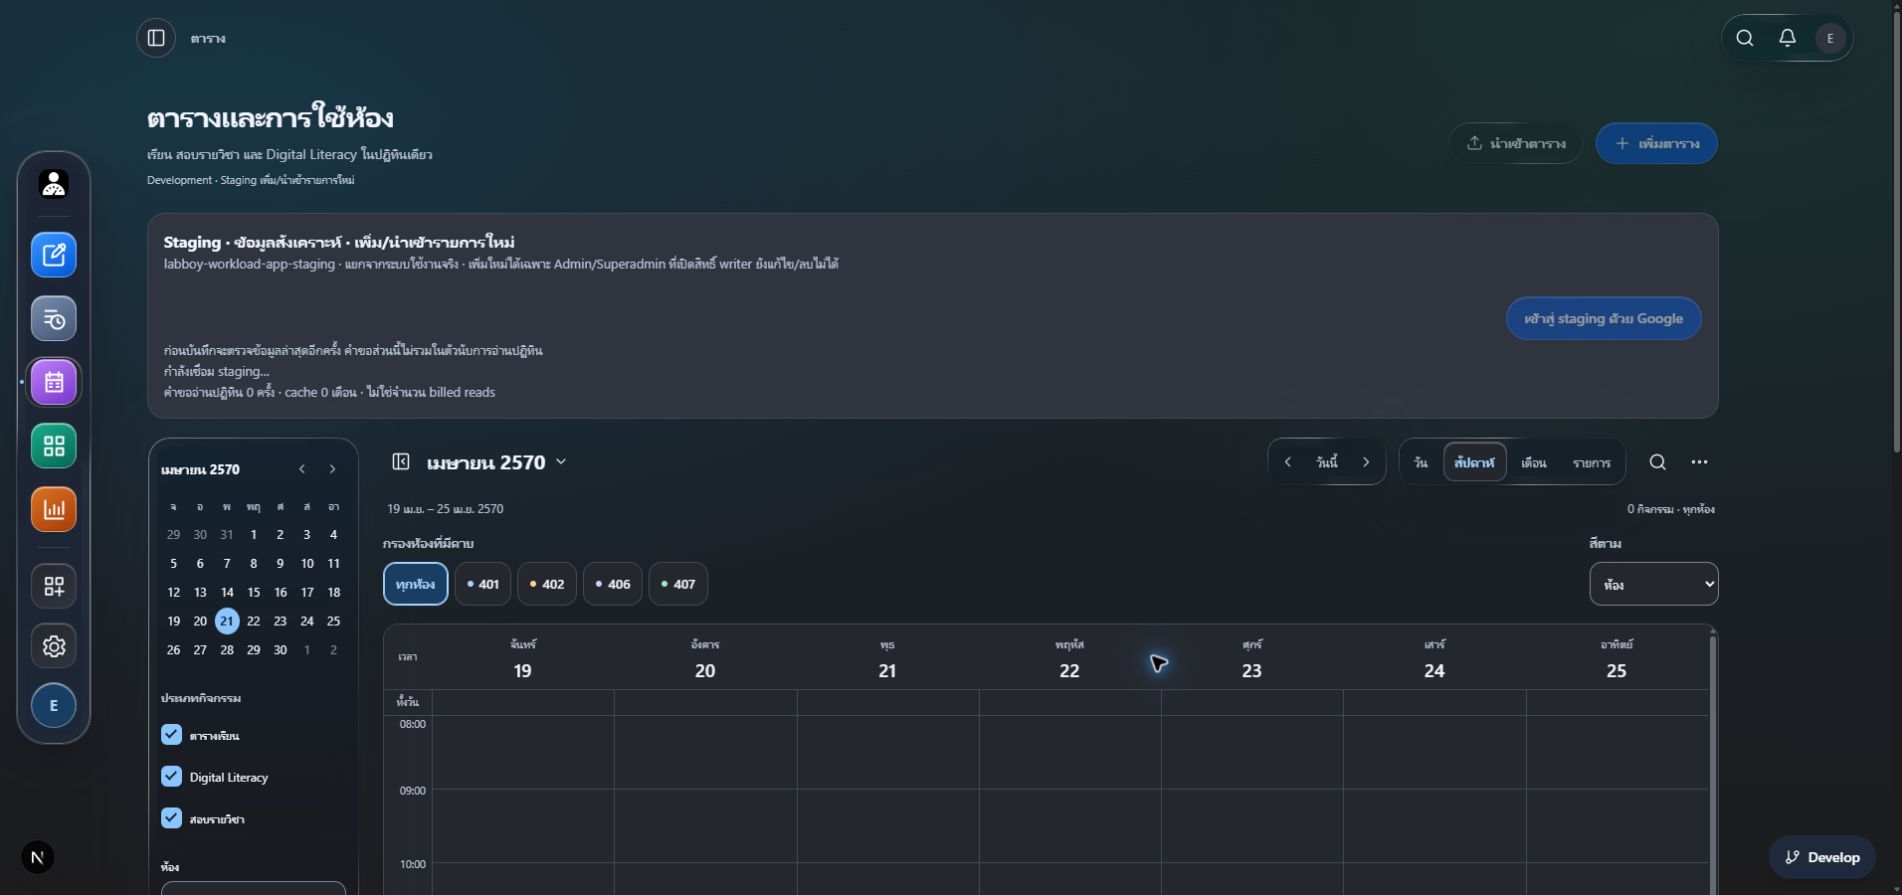 ตาราง
E
ตารางและการใช้ห้อง
เรียน สอบรายวิชา และ Digital Literacy ในปฏิทินเดียว
Development · Staging เพิ่ม/นำเข้ารายการใหม่
นำเข้าตาราง
เพิ่มตาราง
Staging · ข้อมูลสังเคราะห์ · เพิ่ม/นำเข้ารายการใหม่
labboy-workload-app-staging · แยกจากระบบใช้งานจริง · เพิ่มใหม่ได้เฉพาะ Admin/Superadmin ที่เปิดสิทธิ์ writer ยังแก้ไข/ลบไม่ได้
เข้าสู่ staging ด้วย Google
ก่อนบันทึกจะตรวจข้อมูลล่าสุดอีกครั้ง คำขอส่วนนี้ไม่รวมในตัวนับการอ่านปฏิทิน
กำลังเชื่อม staging...
คำขออ่านปฏิทิน 0 ครั้ง · cache 0 เดือน · ไม่ใช่จำนวน billed reads
เมษายน 2570
จ อ พ พฤ ศ ส อา
29 30 31 1 2 3 4
5 6 7 8 9 10 11
12 13 14 15 16 17 18
19 20 21 22 23 24 25
26 27 28 29 30 1 2
ประเภทกิจกรรม
ตารางเรียน
Digital Literacy
สอบรายวิชา
ห้อง
เมษายน 2570
วันนี้
วัน สัปดาห์ เดือน รายการ
19 เม.ย. – 25 เม.ย. 2570
0 กิจกรรม · ทุกห้อง
กรองห้องที่มีคาบ
ทุกห้อง 401 402 406 407
สีตาม
ห้อง
เวลา
จันทร์ อังคาร พุธ พฤหัส ศุกร์ เสาร์ อาทิตย์
19 20 21 22 23 24 25
ทั้งวัน
08:00
09:00
10:00
E
N
Develop